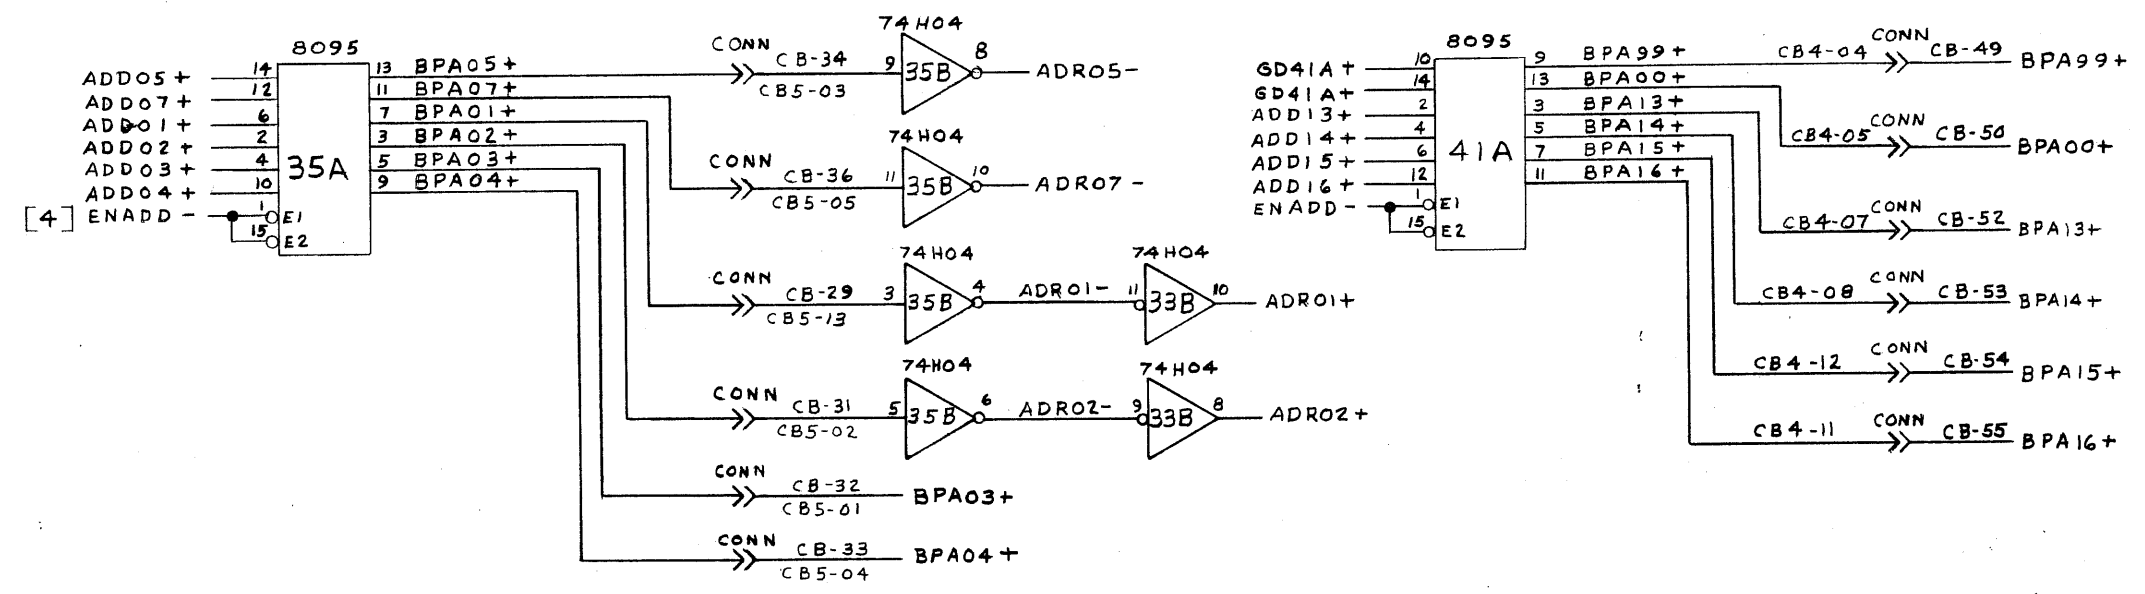 8095
ADD05+ 14 13 BPA05+
ADD07+ 12 11 BPA07+
ADD01+ 6 7 BPA01+
ADD02+ 2 3 BPA02+
ADD03+ 4 5 BPA03+
ADD04+ 10 9 BPA04+
35A
[4] ENADD- 1 E1
15 E2
CONN CB-34 74H04
CB5-03 9 35B 8 ADR05-
CONN CB-36 74H04
CB5-05 11 35B 10 ADR07-
CONN CB-29 74H04
CB5-13 3 35B 4 ADR01- 74H04 11 33B 10 ADR01+
CONN CB-31 74H04
CB5-02 5 35B 6 ADR02- 74H04 9 33B 8 ADR02+
CONN CB-32 BPA03+
CB5-01
CONN CB-33 BPA04+
CB5-04
8095
GD41A+ 10 9 BPA99+
GD41A+ 14 13 BPA00+
ADD13+ 2 3 BPA13+
ADD14+ 4 5 BPA14+
ADD15+ 6 7 BPA15+
ADD16+ 12 11 BPA16+
41A
ENADD- 1 E1
15 E2
CB4-04 CONN CB-49 BPA99+
CB4-05 CONN CB-50 BPA00+
CB4-07 CONN CB-52 BPA13+
CB4-08 CONN CB-53 BPA14+
CB4-12 CONN CB-54 BPA15+
CB4-11 CONN CB-55 BPA16+